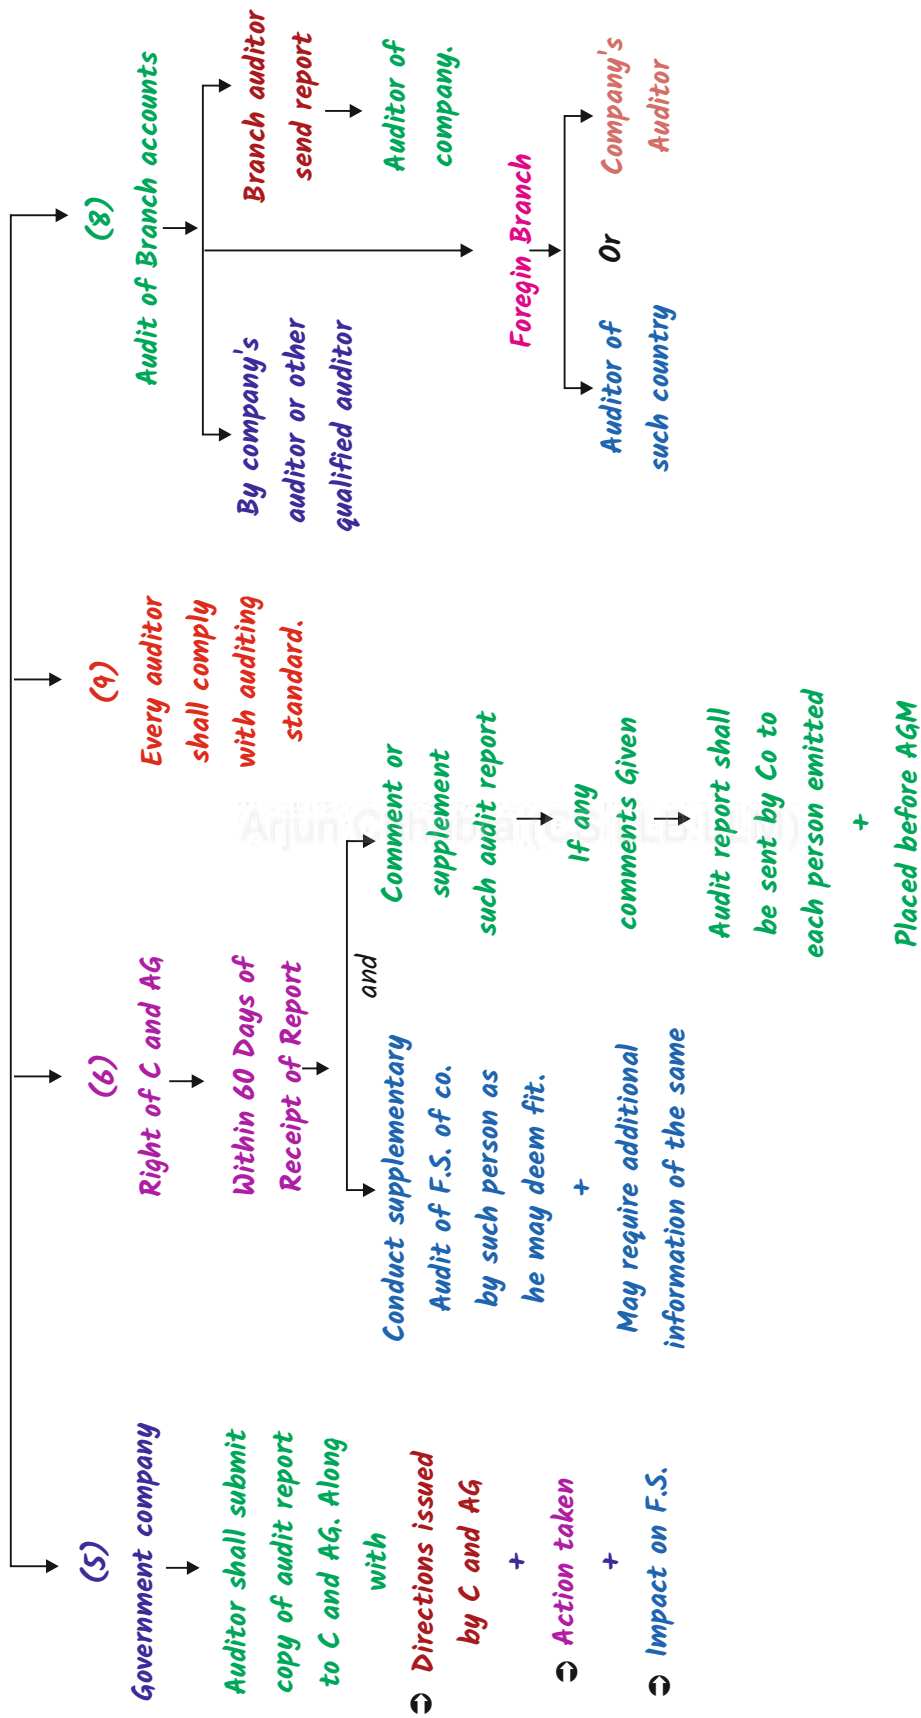 (5)
Government company
Auditor shall submit
copy of audit report
to C and AG. Along
with
Directions issued
by C and AG
+
Action taken
+
Impact on F.S.
(6)
Right of C and AG
Within 60 Days of
Receipt of Report
and
Conduct supplementary
Audit of F.S. of co.
by such person as
he may deem fit.
+
May require additional
information of the same
Comment or
supplement
such audit report
If any
comments Given
Audit report shall
be sent by Co to
each person emitted
+
Placed before AGM
(9)
Every auditor
shall comply
with auditing
standard.
(8)
Audit of Branch accounts
By company's
auditor or other
qualified auditor
Branch auditor
send report
Auditor of
company.
Foregin Branch
Auditor of
such country
Or
Company's
Auditor
Arjun